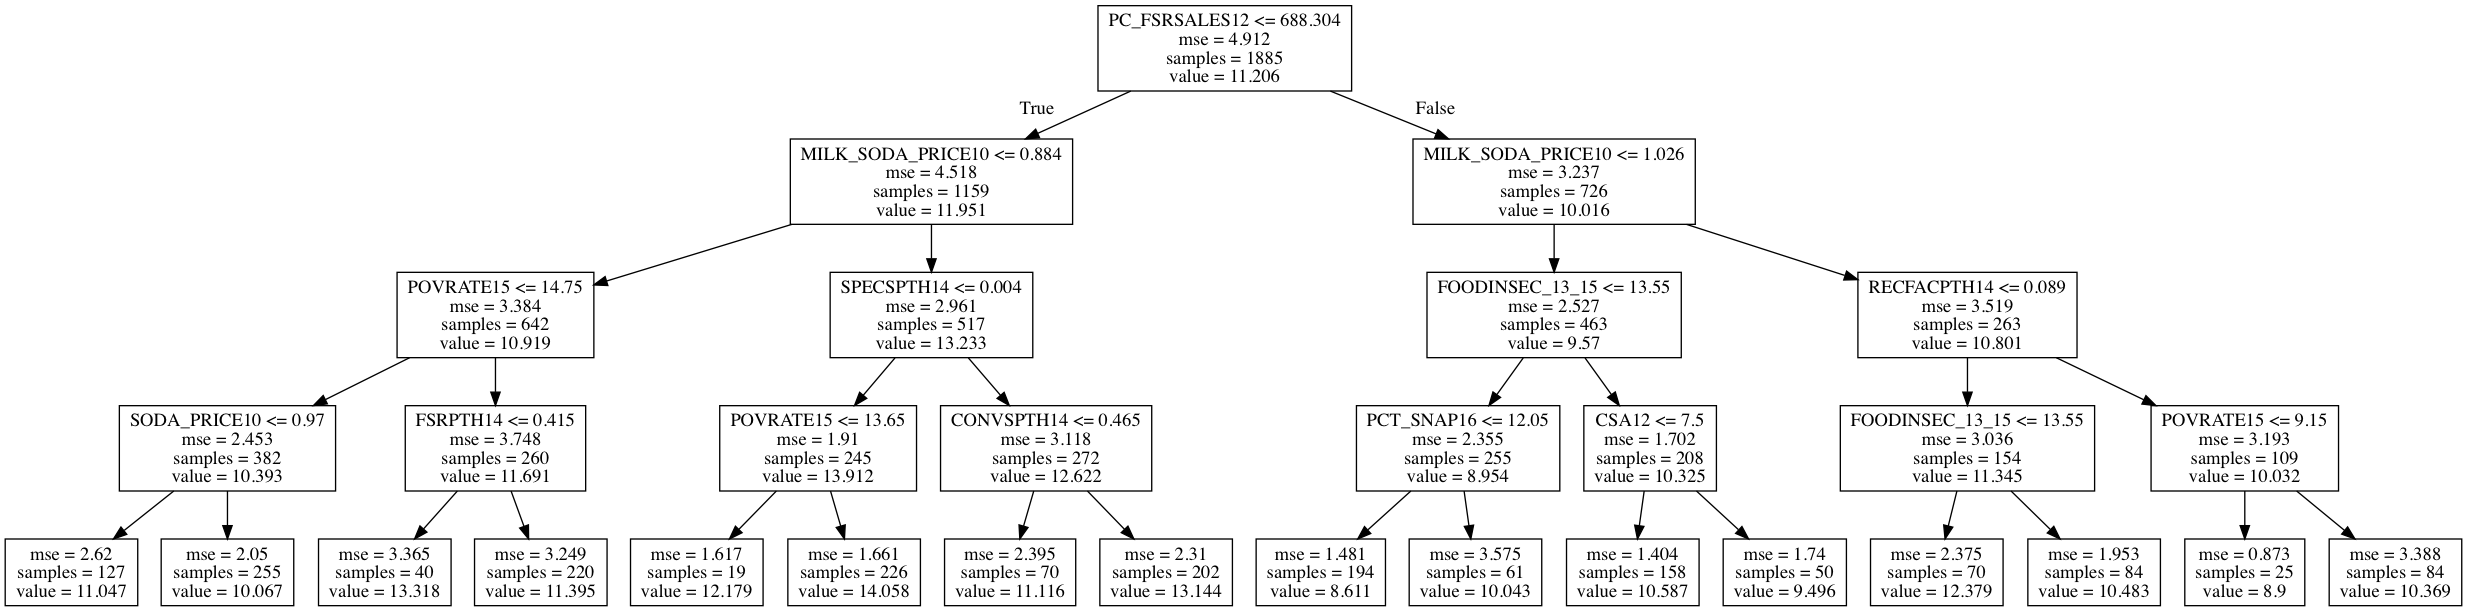 PC_FSRSALES12 <= 688.304
mse = 4.912
samples = 1885
value = 11.206
True
False
MILK_SODA_PRICE10 <= 0.884
mse = 4.518
samples = 1159
value = 11.951
MILK_SODA_PRICE10 <= 1.026
mse = 3.237
samples = 726
value = 10.016
POVRATE15 <= 14.75
mse = 3.384
samples = 642
value = 10.919
SPECSPTH14 <= 0.004
mse = 2.961
samples = 517
value = 13.233
FOODINSEC_13_15 <= 13.55
mse = 2.527
samples = 463
value = 9.57
RECFACPTH14 <= 0.089
mse = 3.519
samples = 263
value = 10.801
SODA_PRICE10 <= 0.97
mse = 2.453
samples = 382
value = 10.393
FSRPTH14 <= 0.415
mse = 3.748
samples = 260
value = 11.691
POVRATE15 <= 13.65
mse = 1.91
samples = 245
value = 13.912
CONVSPTH14 <= 0.465
mse = 3.118
samples = 272
value = 12.622
PCT_SNAP16 <= 12.05
mse = 2.355
samples = 255
value = 8.954
CSA12 <= 7.5
mse = 1.702
samples = 208
value = 10.325
FOODINSEC_13_15 <= 13.55
mse = 3.036
samples = 154
value = 11.345
POVRATE15 <= 9.15
mse = 3.193
samples = 109
value = 10.032
mse = 2.62
samples = 127
value = 11.047
mse = 2.05
samples = 255
value = 10.067
mse = 3.365
samples = 40
value = 13.318
mse = 3.249
samples = 220
value = 11.395
mse = 1.617
samples = 19
value = 12.179
mse = 1.661
samples = 226
value = 14.058
mse = 2.395
samples = 70
value = 11.116
mse = 2.31
samples = 202
value = 13.144
mse = 1.481
samples = 194
value = 8.611
mse = 3.575
samples = 61
value = 10.043
mse = 1.404
samples = 158
value = 10.587
mse = 1.74
samples = 50
value = 9.496
mse = 2.375
samples = 70
value = 12.379
mse = 1.953
samples = 84
value = 10.483
mse = 0.873
samples = 25
value = 8.9
mse = 3.388
samples = 84
value = 10.369